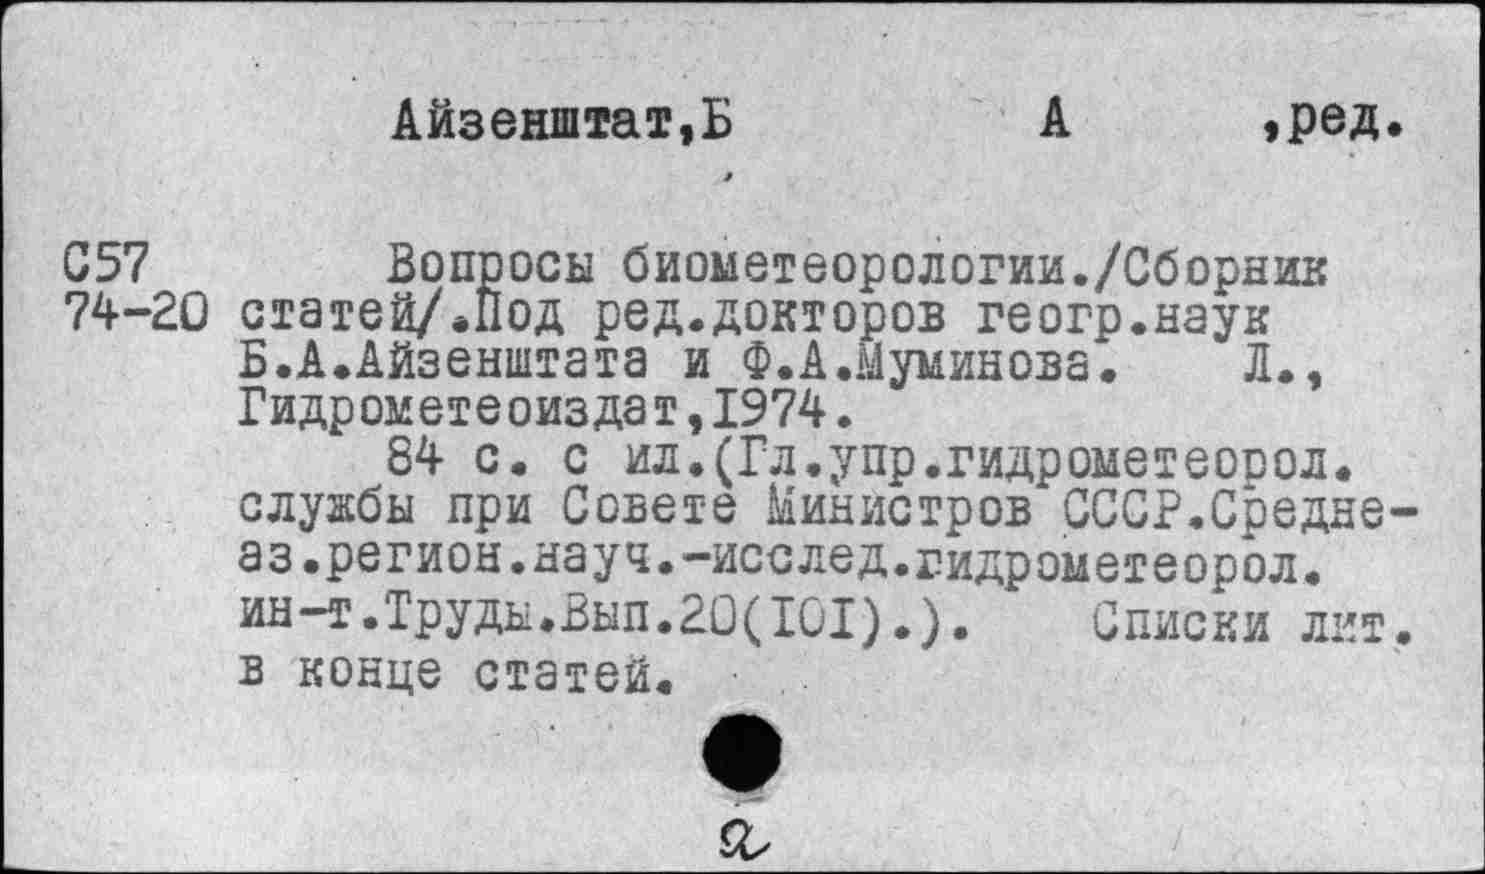 Айзенштат,Б А ,ред.
С57 Вопросы биометеорологии./Сборник
74-20 статей/.Под ред.докторов геогр.наук
Б.А.Айзенштата и Ф.А.Муминова. Л.,
Гидрометеоиздат,1974.
84 с. с ил.(Гл.упр.гидрометеорол.
службы при Совете Министров СССР.Средне-
аз.регион.науч.-исслед.гидрометеорол.
ин-т.Труды.Вып.20(101).). Списки лит.
в конце статей.